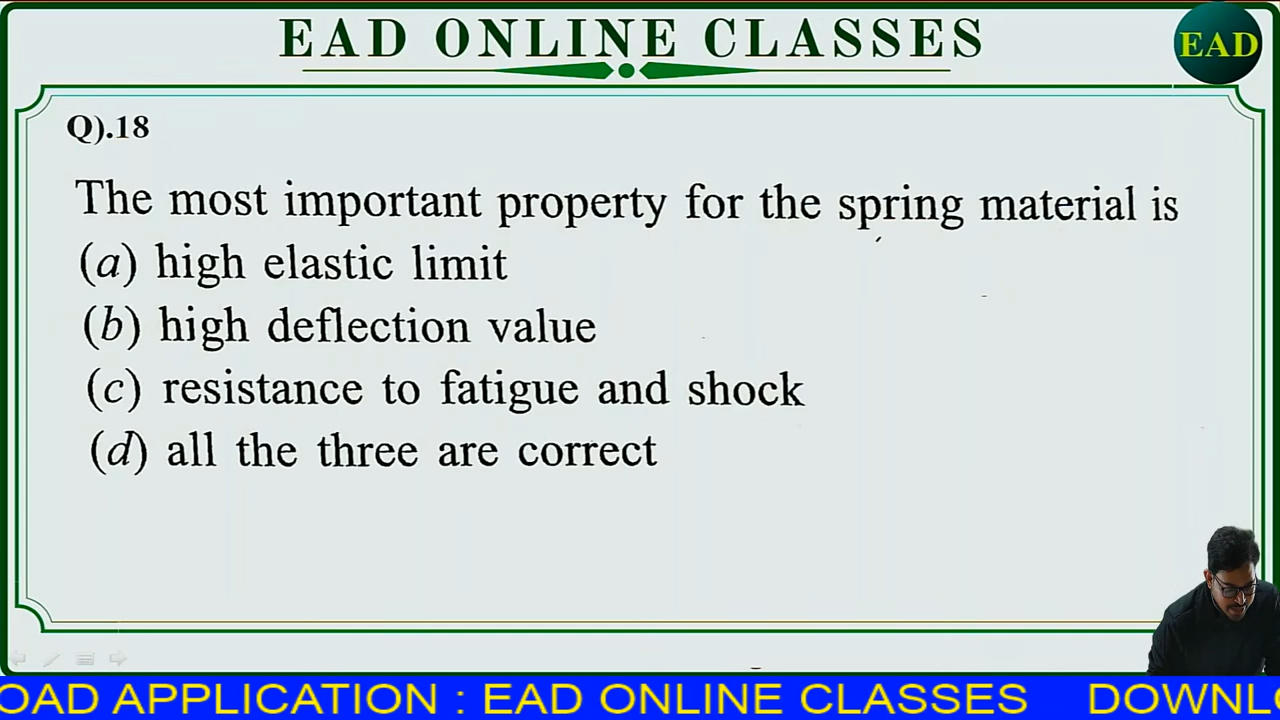 EAD ONLINE CLASSES
EAD
Q).18
The most important property for the spring material is
(a) high elastic limit
(b) high deflection value
(c) resistance to fatigue and shock
(d) all the three are correct
OAD APPLICATION : EAD ONLINE CLASSES DOWNLO